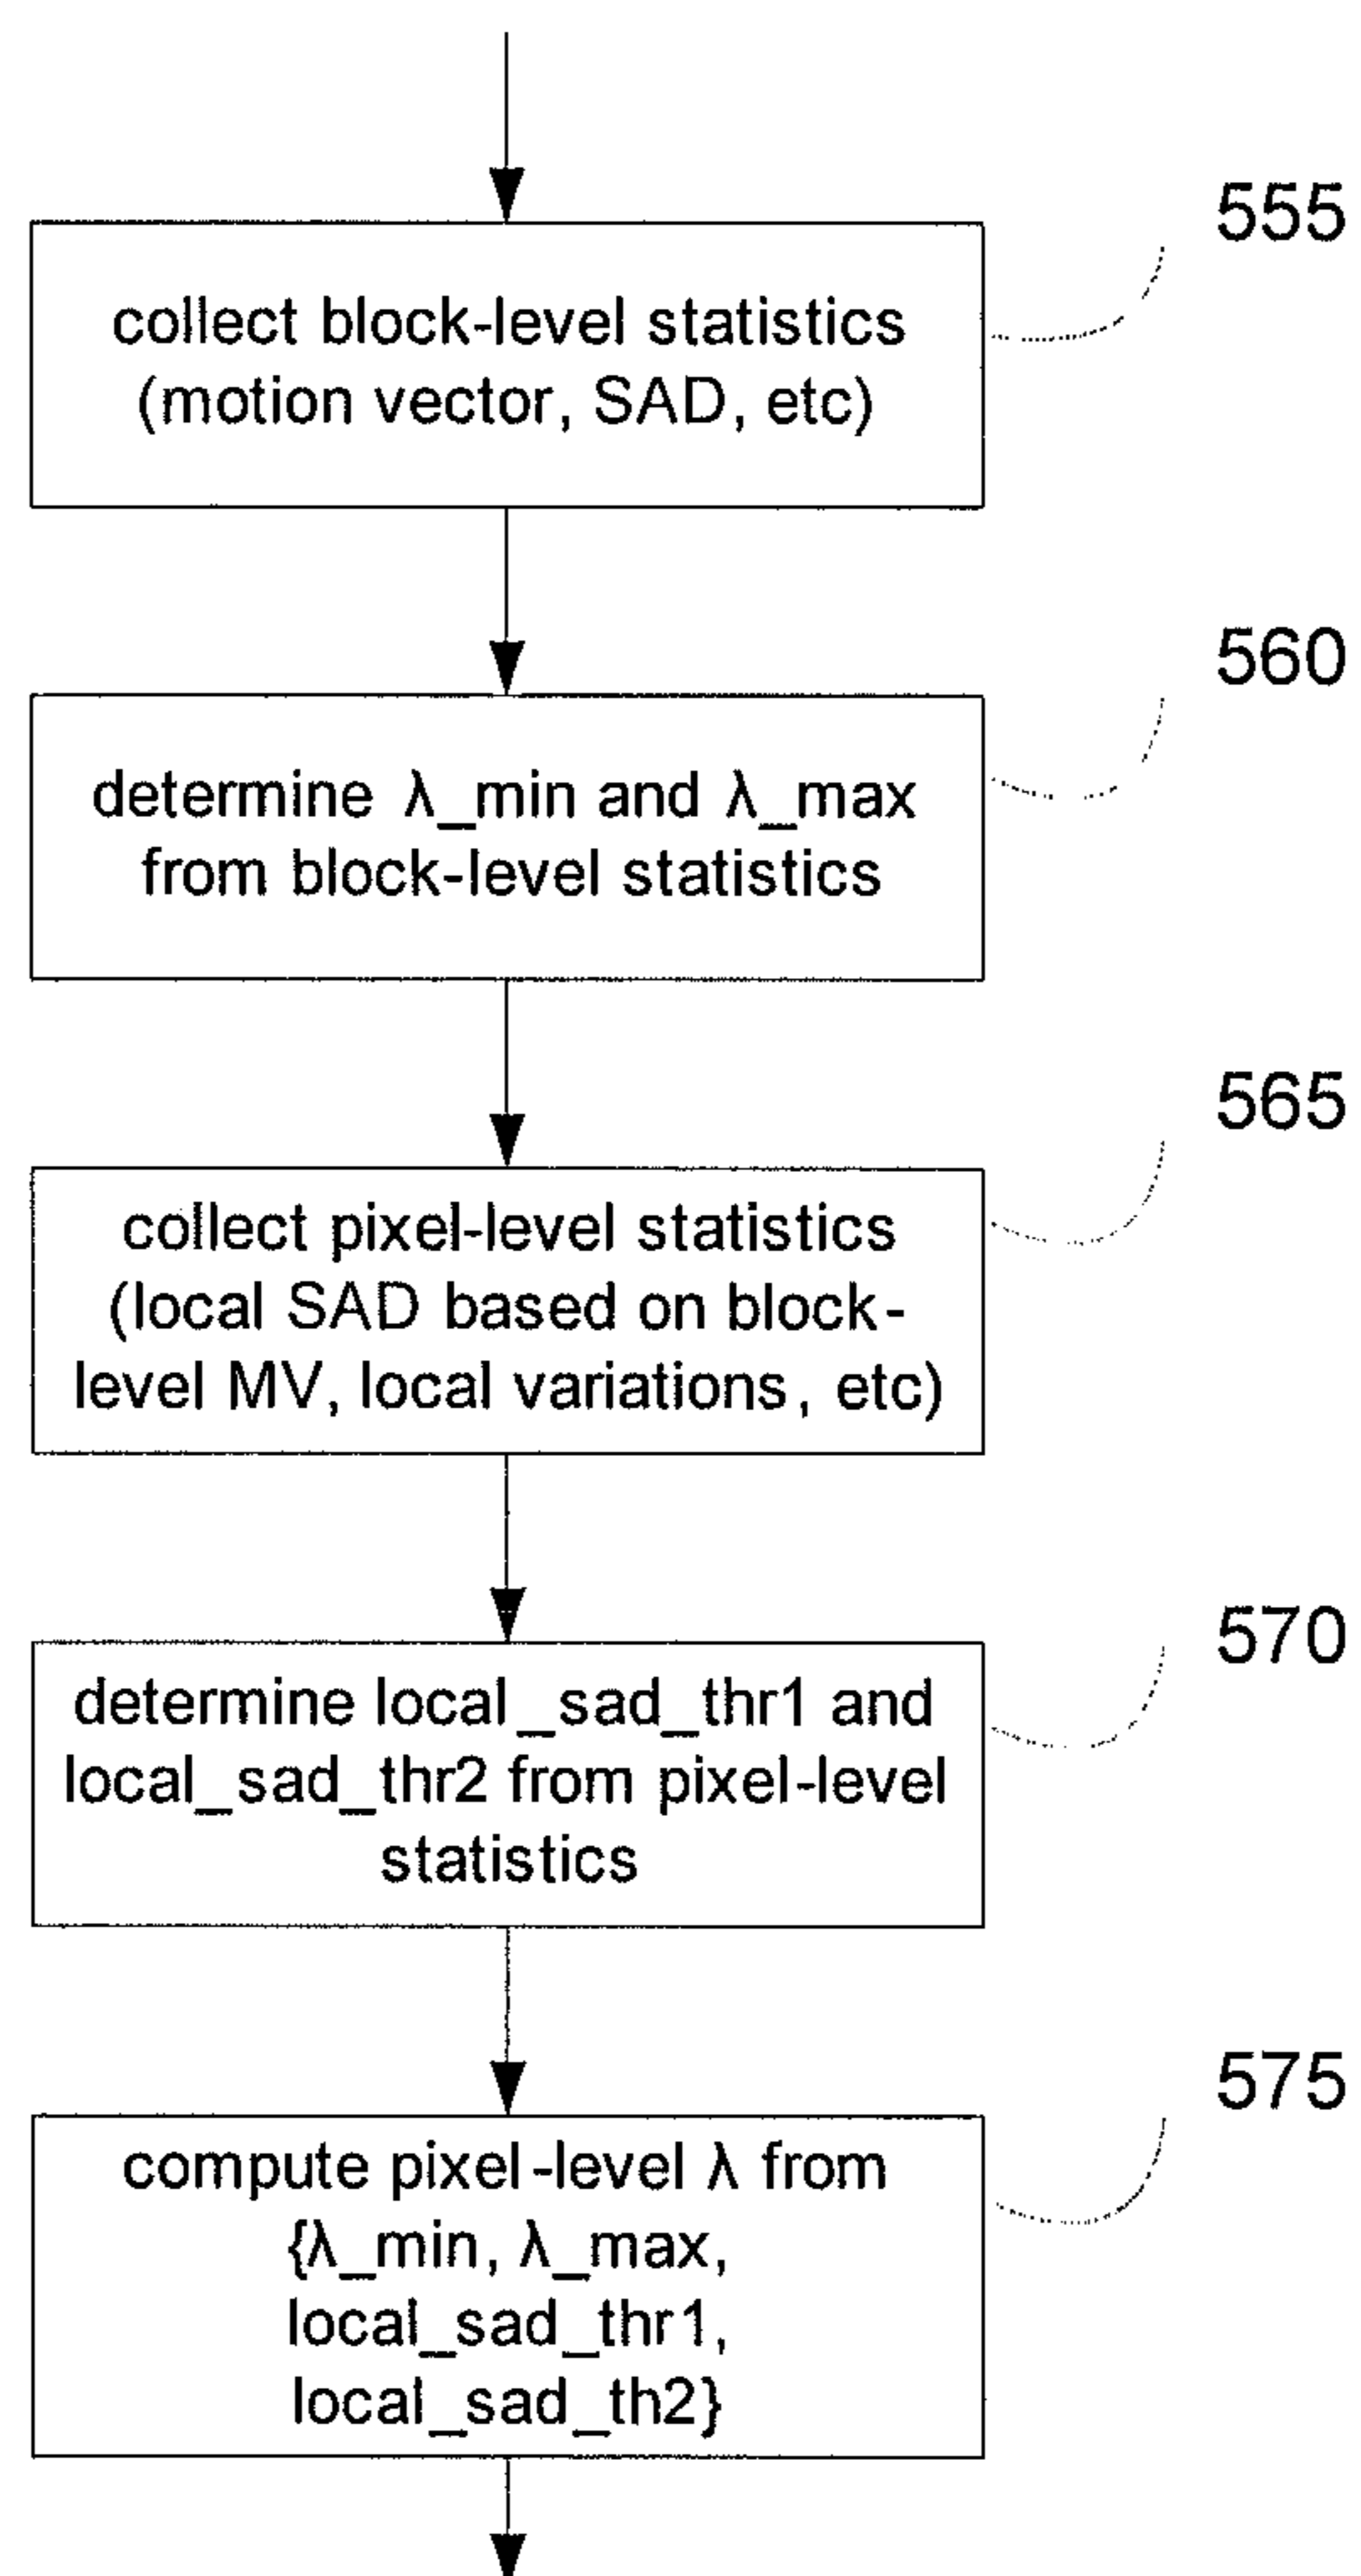 555
collect block-level statistics
(motion vector, SAD, etc)
560
determine λ_min and λ_max
from block-level statistics
565
collect pixel-level statistics
(local SAD based on block-
level MV, local variations, etc)
570
determine local_sad_thr1 and
local_sad_thr2 from pixel-level
statistics
575
compute pixel-level λ from
{λ_min, λ_max,
local_sad_thr1,
local_sad_th2}